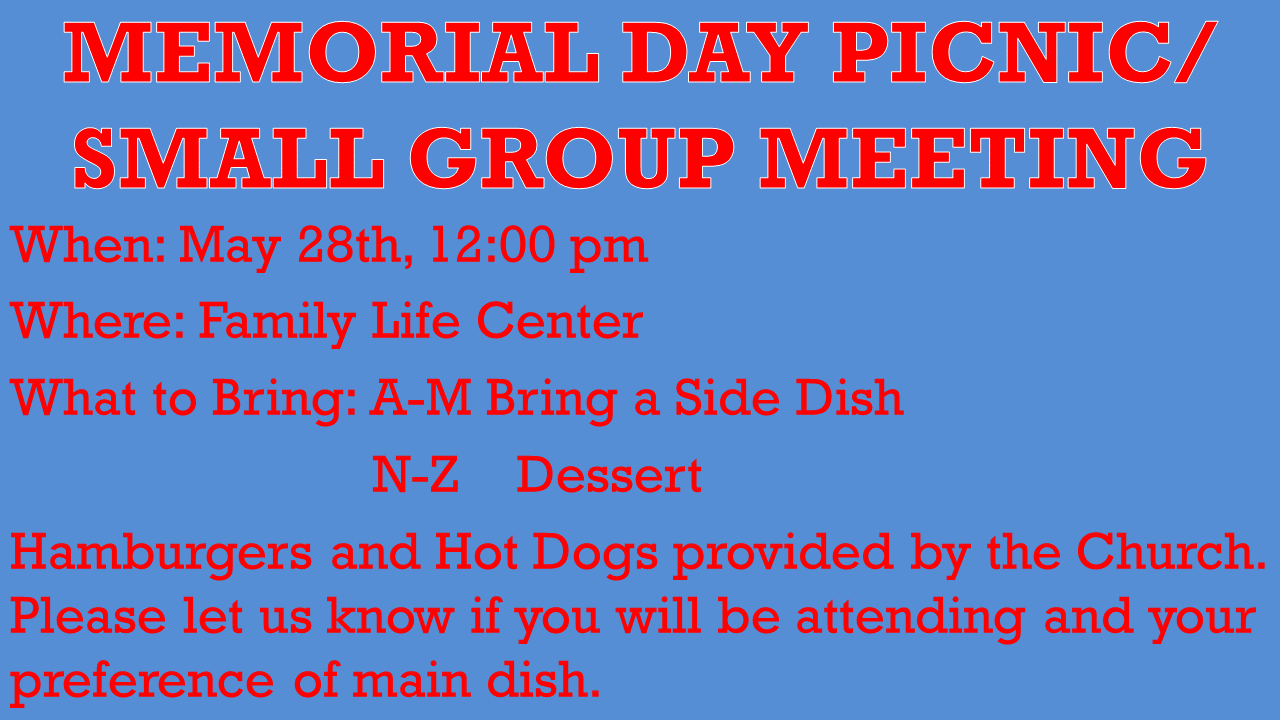 MEMORIAL DAY PICNIC/
SMALL GROUP MEETING
When: May 28th, 12:00 pm
Where: Family Life Center
What to Bring: A-M Bring a Side Dish
N-Z Dessert
Hamburgers and Hot Dogs provided by the Church.
Please let us know if you will be attending and your
preference of main dish.